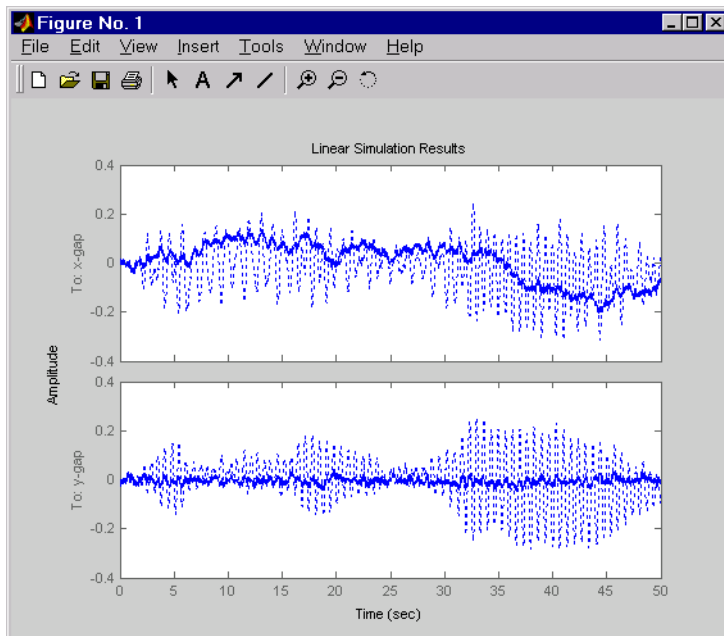 Figure No. 1
File Edit View Insert Tools Window Help
A
Linear Simulation Results
Amplitude
To: x-gap
0.4
0.2
0
-0.2
-0.4
To: y-gap
0.4
0.2
0
-0.2
-0.4
0 5 10 15 20 25 30 35 40 45 50
Time (sec)